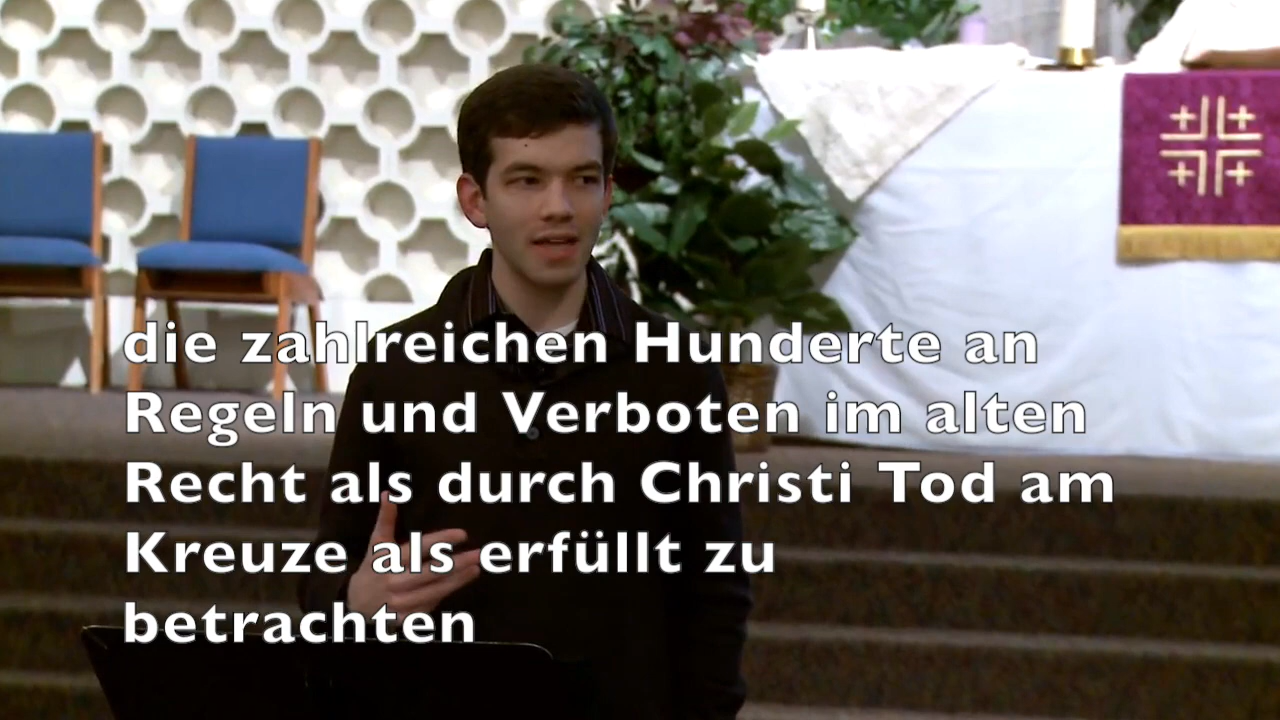 die zahlreichen Hunderte an
Regeln und Verboten im alten
Recht als durch Christi Tod am
Kreuze als erfüllt zu
betrachten